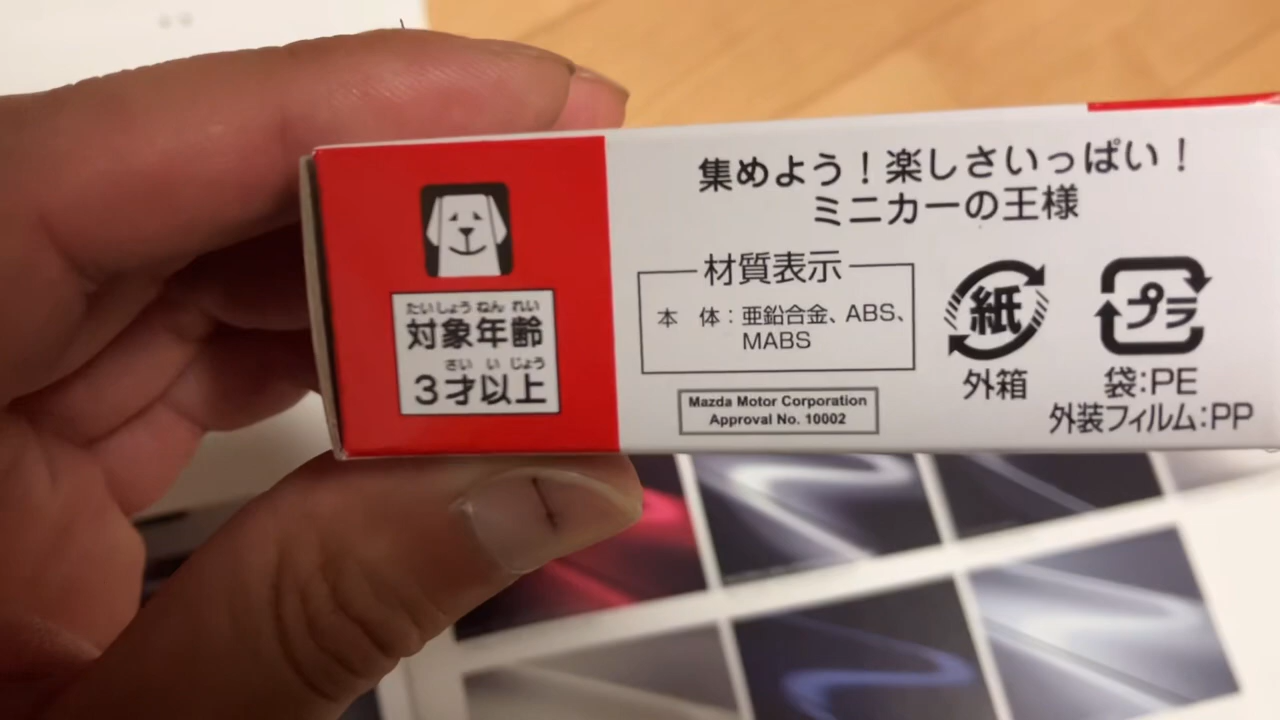 たいしょうねんれい
対象年齢
さいいじょう
3才以上
集めよう！楽しさいっぱい！
ミニカーの王様
材質表示
本 体：亜鉛合金、ABS、
MABS
Mazda Motor Corporation
Approval No. 10002
紙
外箱
プラ
袋：PE
外装フィルム：PP